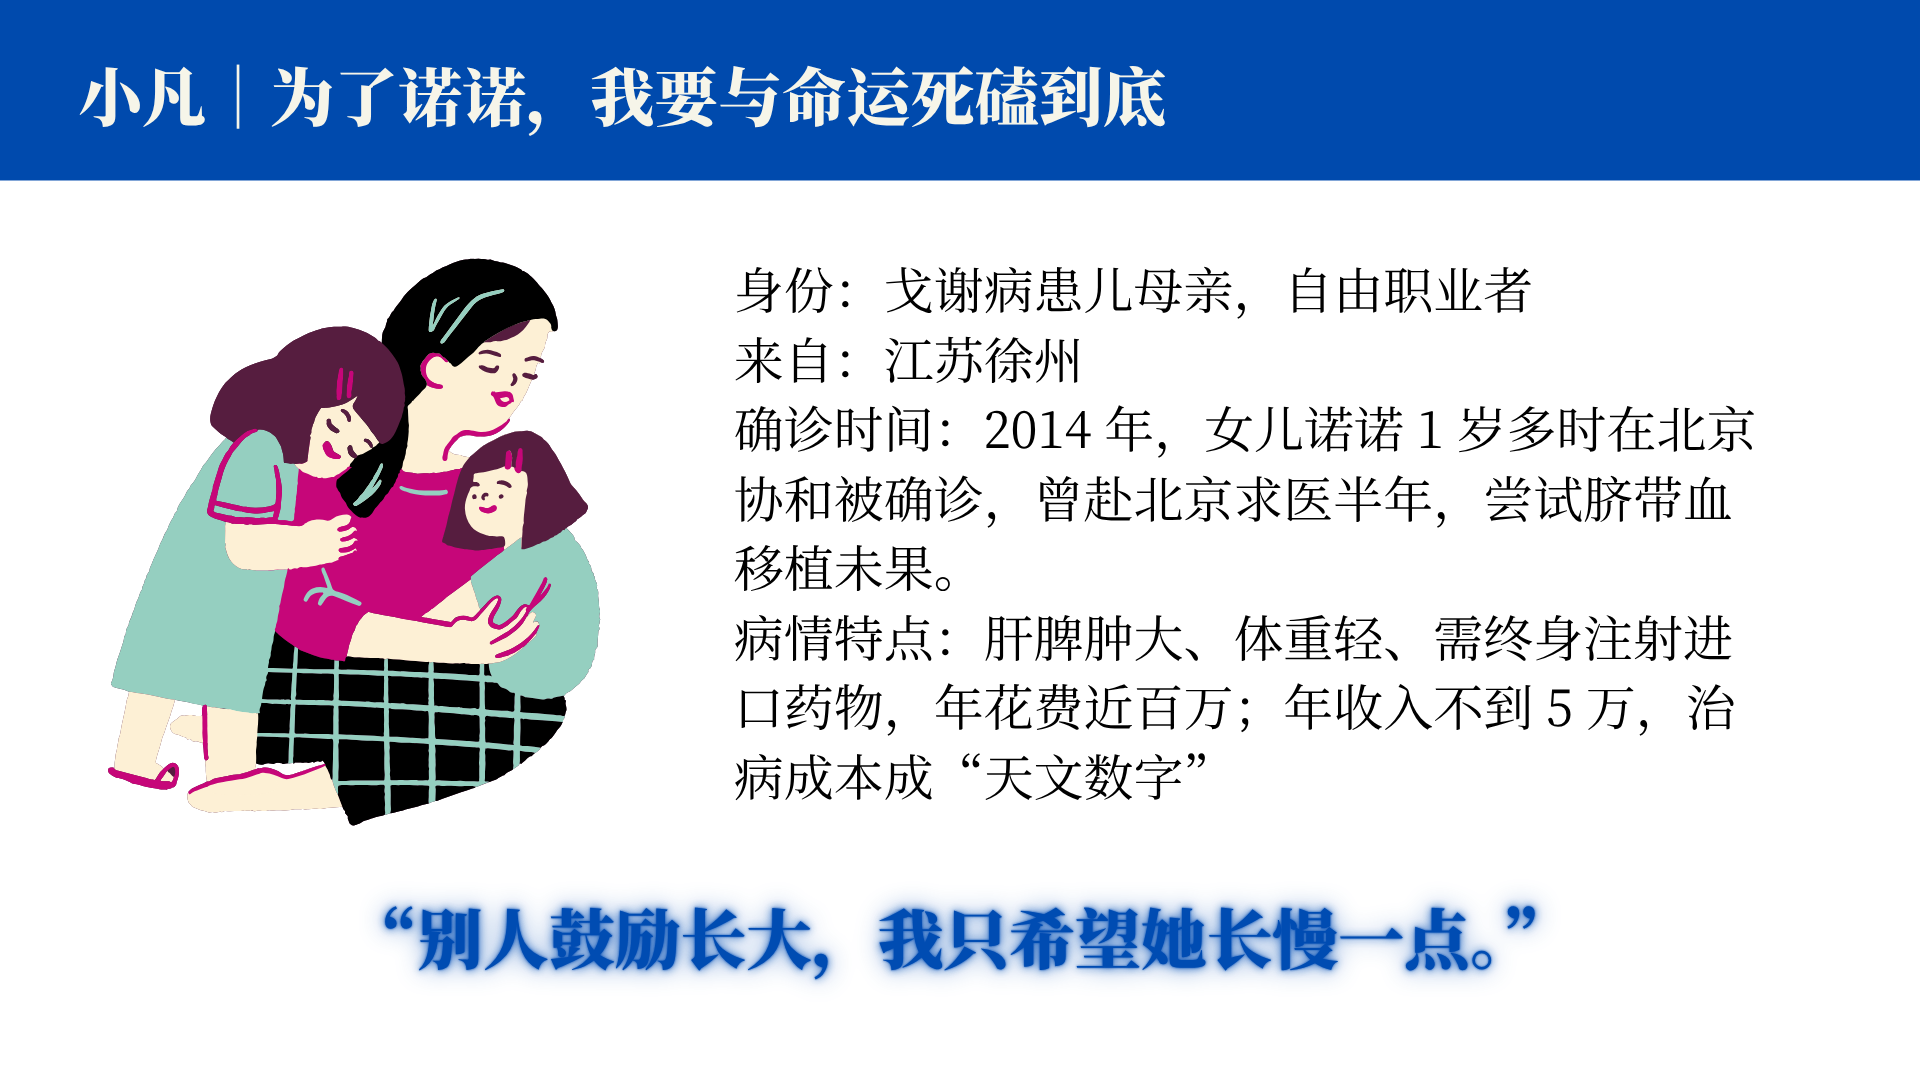 小凡｜为了诺诺，我要与命运死磕到底
身份：戈谢病患儿母亲，自由职业者
来自：江苏徐州
确诊时间：2014 年，女儿诺诺 1 岁多时在北京
协和被确诊，曾赴北京求医半年，尝试脐带血
移植未果。
病情特点：肝脾肿大、体重轻、需终身注射进
口药物，年花费近百万；年收入不到 5 万，治
病成本成“天文数字”
“别人鼓励长大，我只希望她长慢一点。”